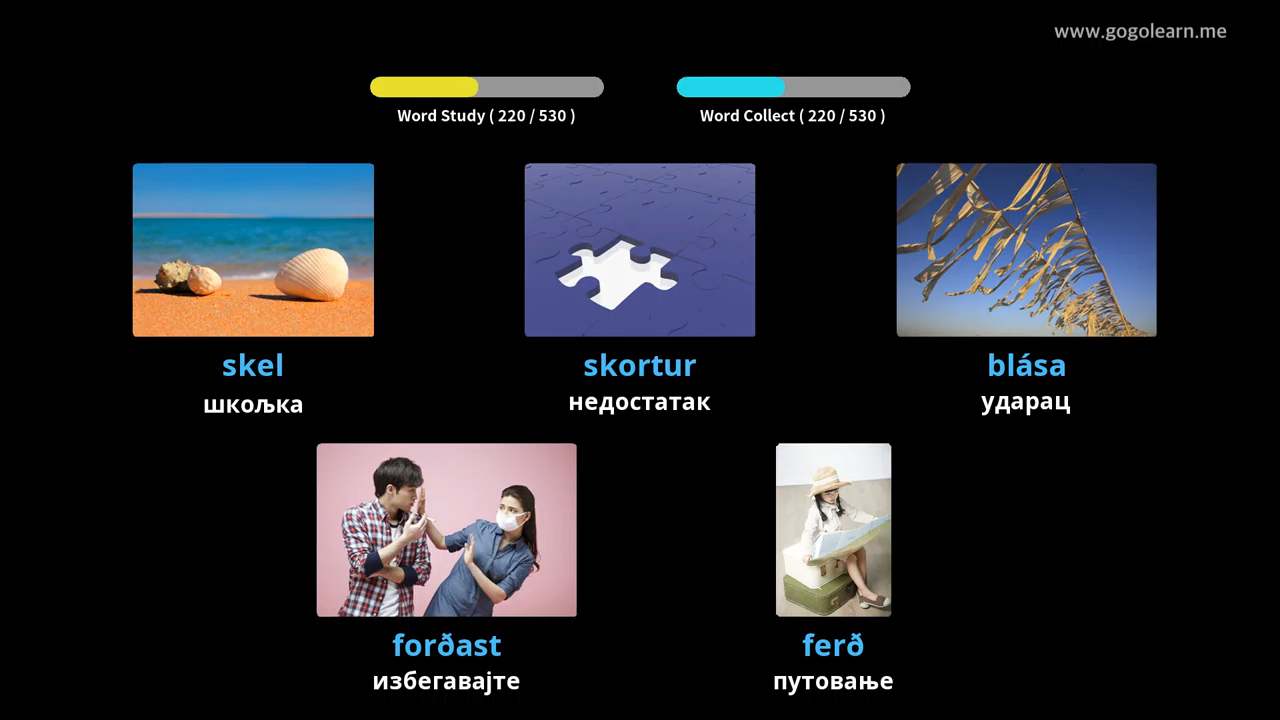 www.gogolearn.me
Word Study ( 220 / 530 )
Word Collect ( 220 / 530 )
skel
школјка
skortur
недостатак
blása
ударац
forðast
избегавајте
ferð
путовање